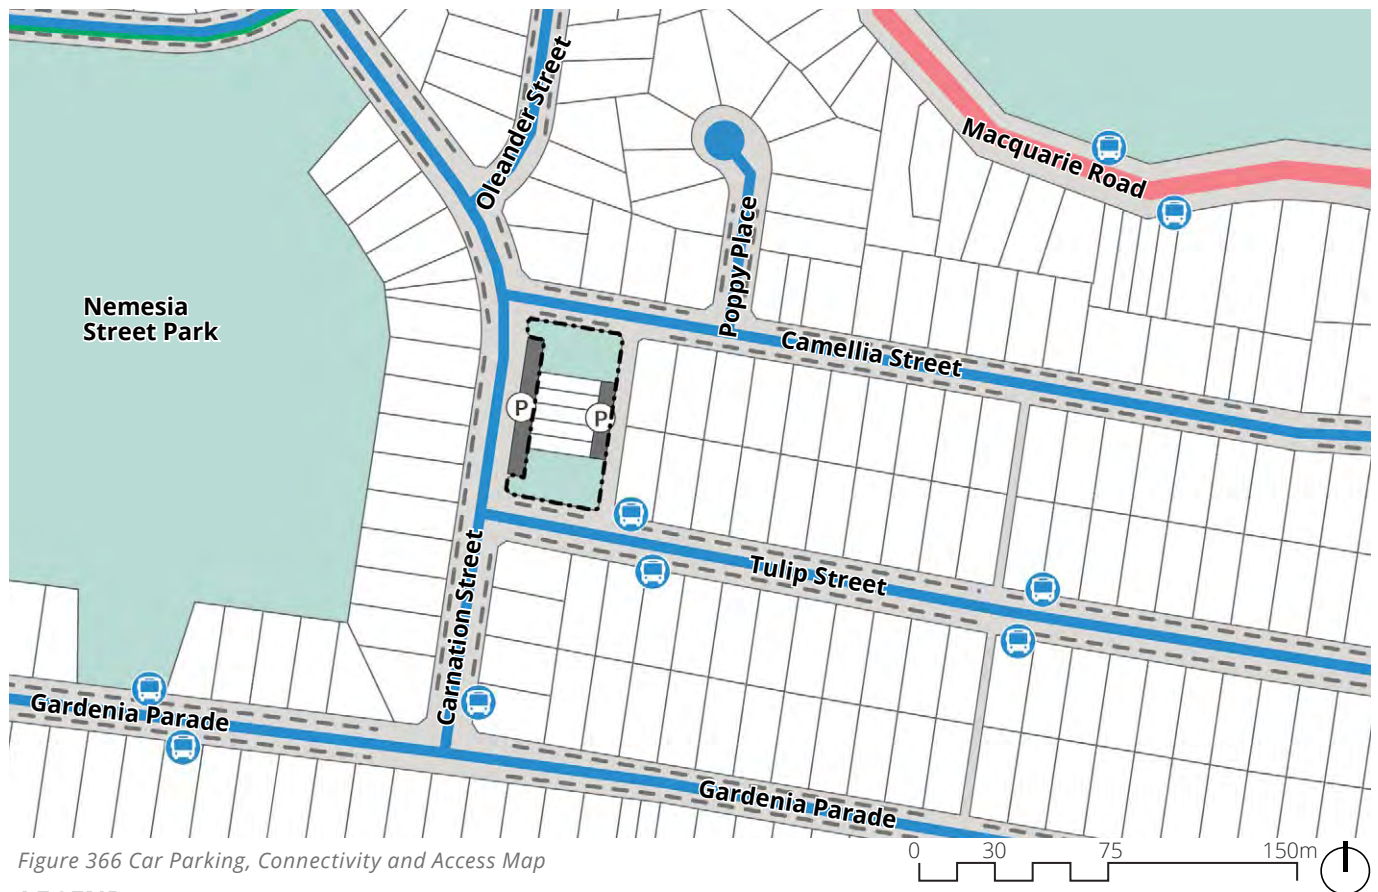 Oleander Street
Macquarie Road
Poppy Place
Nemesia
Street Park
Camellia Street
P
P
Tulip Street
Carnation Street
Gardenia Parade
Gardenia Parade
Figure 366 Car Parking, Connectivity and Access Map
0 30 75 150m